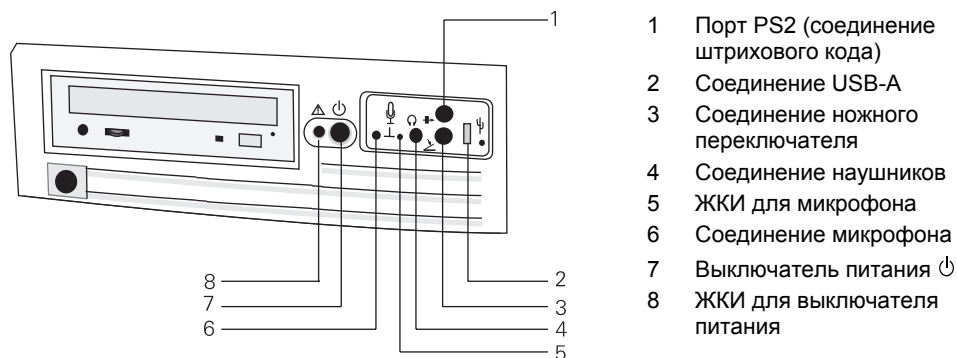 1
8
7
6
2
3
4
5
1 Порт PS2 (соединение
штрихового кода)
2 Соединение USB-A
3 Соединение ножного
переключателя
4 Соединение наушников
5 ЖКИ для микрофона
6 Соединение микрофона
7 Выключатель питания
8 ЖКИ для выключателя
питания